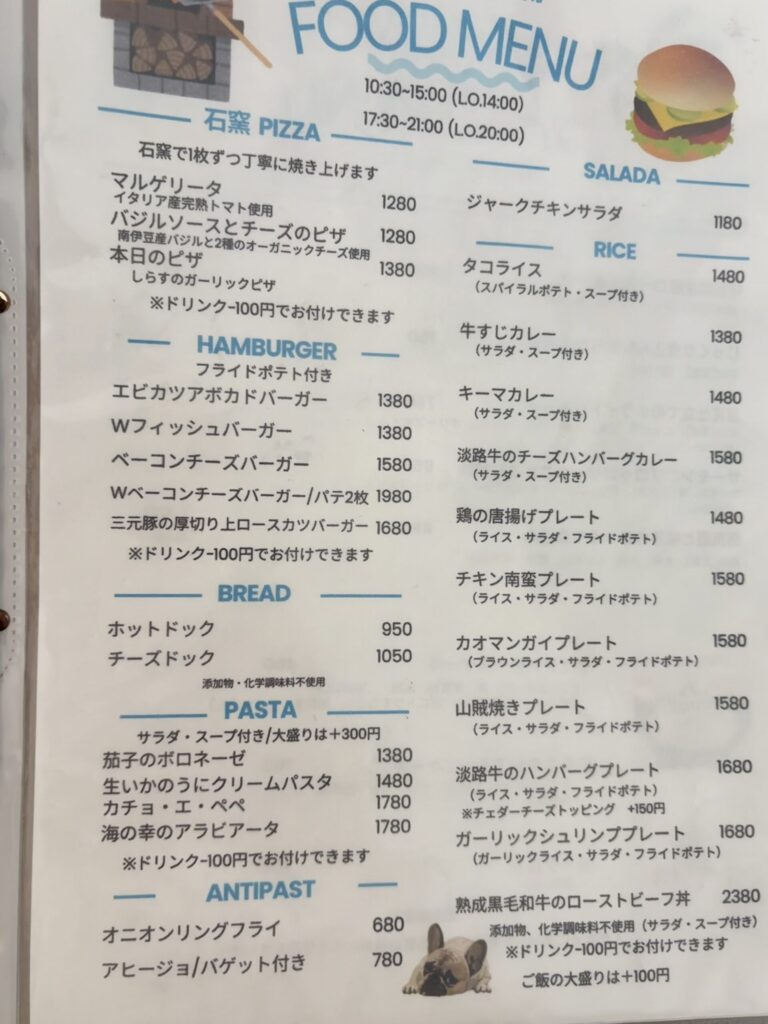 FOOD MENU
10:30~15:00 (LO.14:00)
17:30~21:00 (LO.20:00)
石窯 PIZZA
石窯で1枚ずつ丁寧に焼き上げます
マルゲリータ 1280
イタリア産完熟トマト使用
バジルソースとチーズのピザ 1280
南伊豆産バジルと2種のオーガニックチーズ使用
本日のピザ 1380
しらすのガーリックピザ
※ドリンク-100円でお付けできます
HAMBURGER
フライドポテト付き
エビカツアボカドバーガー 1380
Wフィッシュバーガー 1380
ベーコンチーズバーガー 1580
Wベーコンチーズバーガー/パテ2枚 1980
三元豚の厚切り上ロースカツバーガー 1680
※ドリンク-100円でお付けできます
BREAD
ホットドック 950
チーズドック 1050
添加物・化学調味料不使用
PASTA
サラダ・スープ付き/大盛りは+300円
茄子のボロネーゼ 1380
生いかのうにクリームパスタ 1480
カチョ・エ・ペペ 1780
海の幸のアラビアータ 1780
※ドリンク-100円でお付けできます
ANTIPAST
オニオンリングフライ 680
アヒージョ/バゲット付き 780
SALADA
ジャークチキンサラダ 1180
RICE
タコライス 1480
(スパイラルポテト・スープ付き)
牛すじカレー 1380
(サラダ・スープ付き)
キーマカレー 1480
(サラダ・スープ付き)
淡路牛のチーズハンバーグカレー 1580
(サラダ・スープ付き)
鶏の唐揚げプレート 1480
(ライス・サラダ・フライドポテト)
チキン南蛮プレート 1580
(ライス・サラダ・フライドポテト)
カオマンガイプレート 1580
(ブラウンライス・サラダ・フライドポテト)
山賊焼きプレート 1580
(ライス・サラダ・フライドポテト)
淡路牛のハンバーグプレート 1680
(ライス・サラダ・フライドポテト)
※チェダーチーズトッピング +150円
ガーリックシュリンププレート 1680
(ガーリックライス・サラダ・フライドポテト)
熟成黒毛和牛のローストビーフ丼 2380
添加物、化学調味料不使用(サラダ・スープ付き)
※ドリンク-100円でお付けできます
ご飯の大盛りは+100円